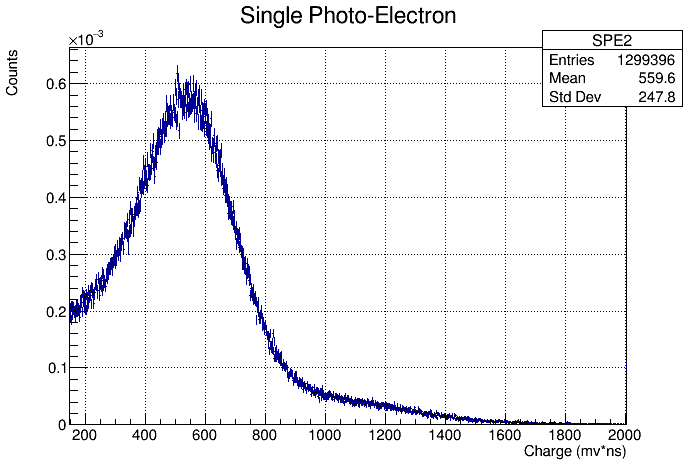 Single Photo-Electron
×10⁻³
Counts
SPE2
Entries 1299396
Mean 559.6
Std Dev 247.8
0.6
0.5
0.4
0.3
0.2
0.1
0
200 400 600 800 1000 1200 1400 1600 1800 2000
Charge (mv*ns)